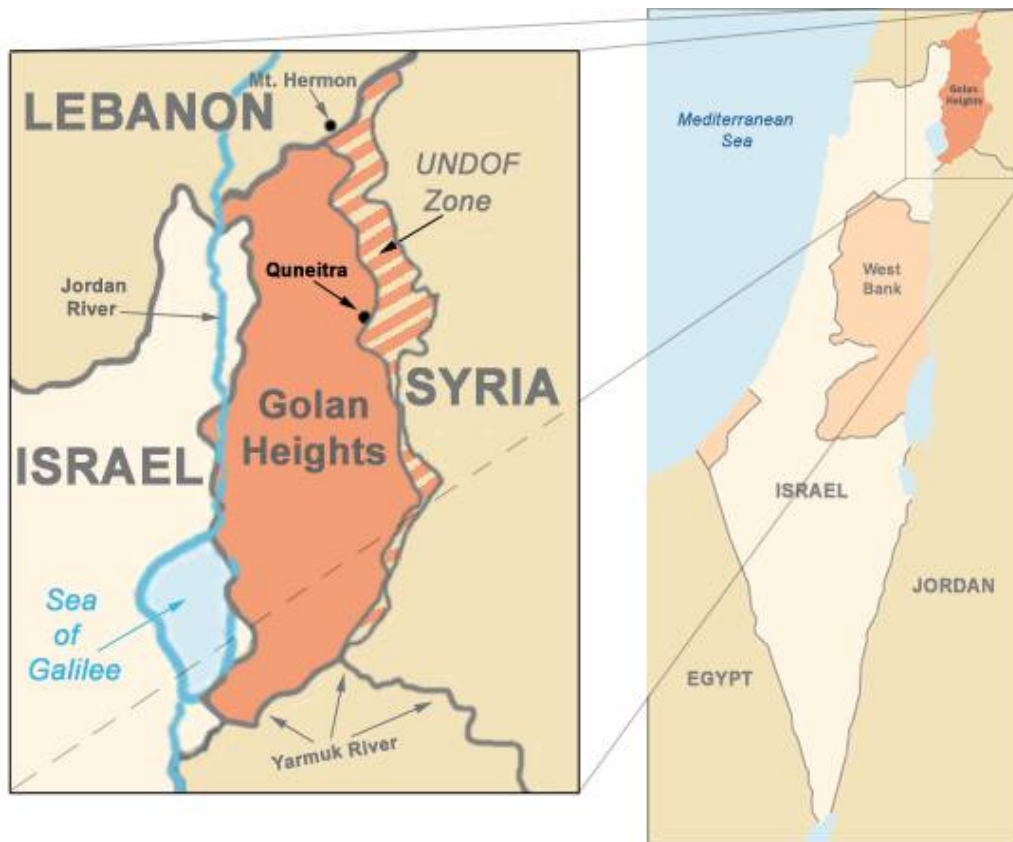 Mt. Hermon
LEBANON
UNDOF
Zone
Quneitra
Jordan
River
SYRIA
Golan
Heights
ISRAEL
Sea
of
Galilee
Yarmuk River
Golan
Heights
Mediterranean
Sea
West
Bank
ISRAEL
JORDAN
EGYPT